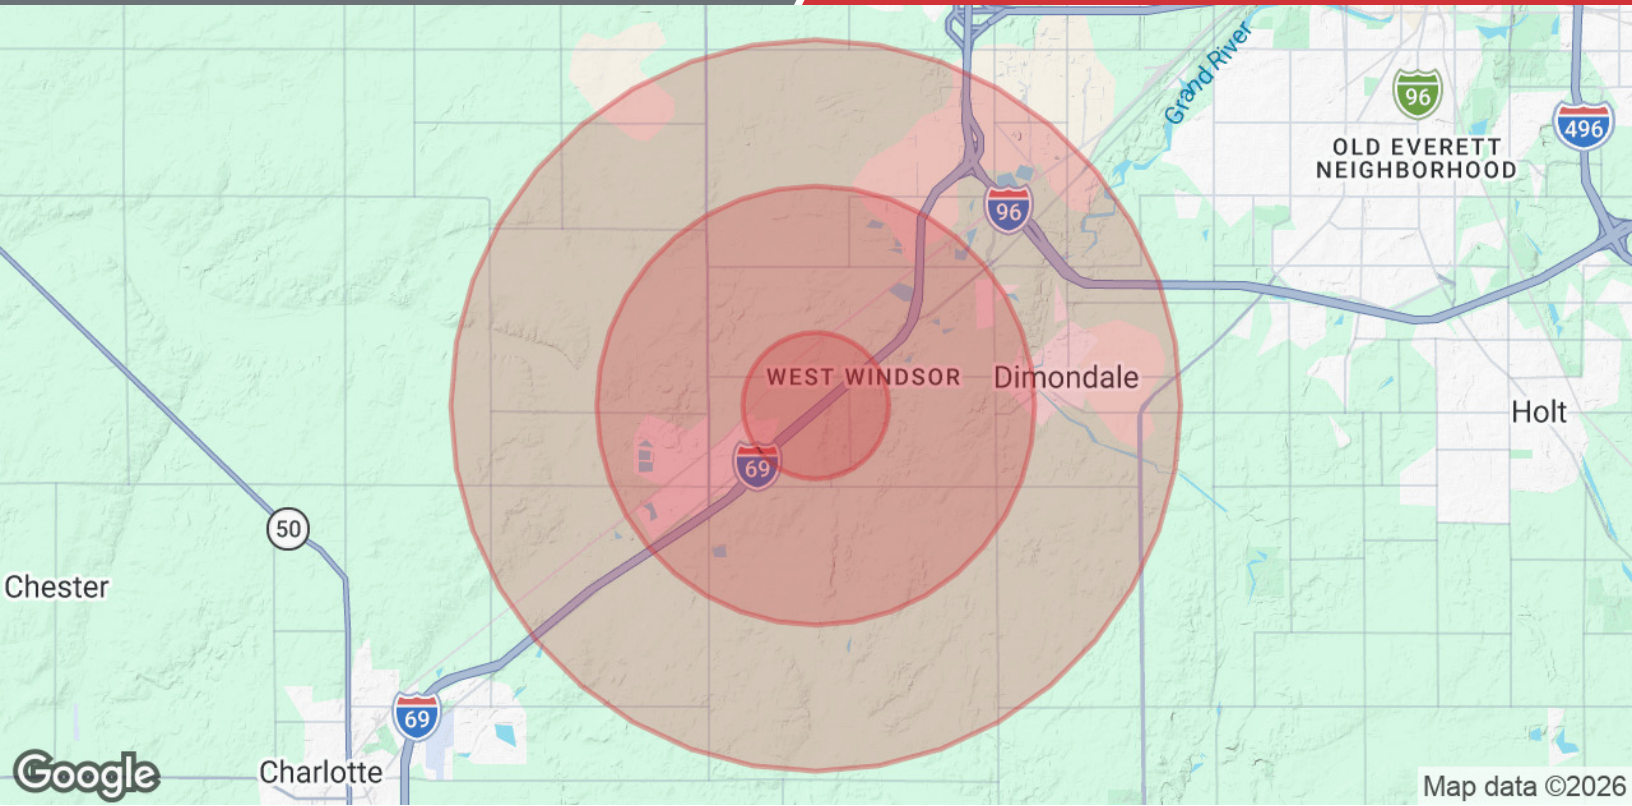 Grand River
96
496
OLD EVERETT
NEIGHBORHOOD
96
WEST WINDSOR
Dimondale
Holt
69
50
Chester
69
Charlotte
Google
Map data ©2026